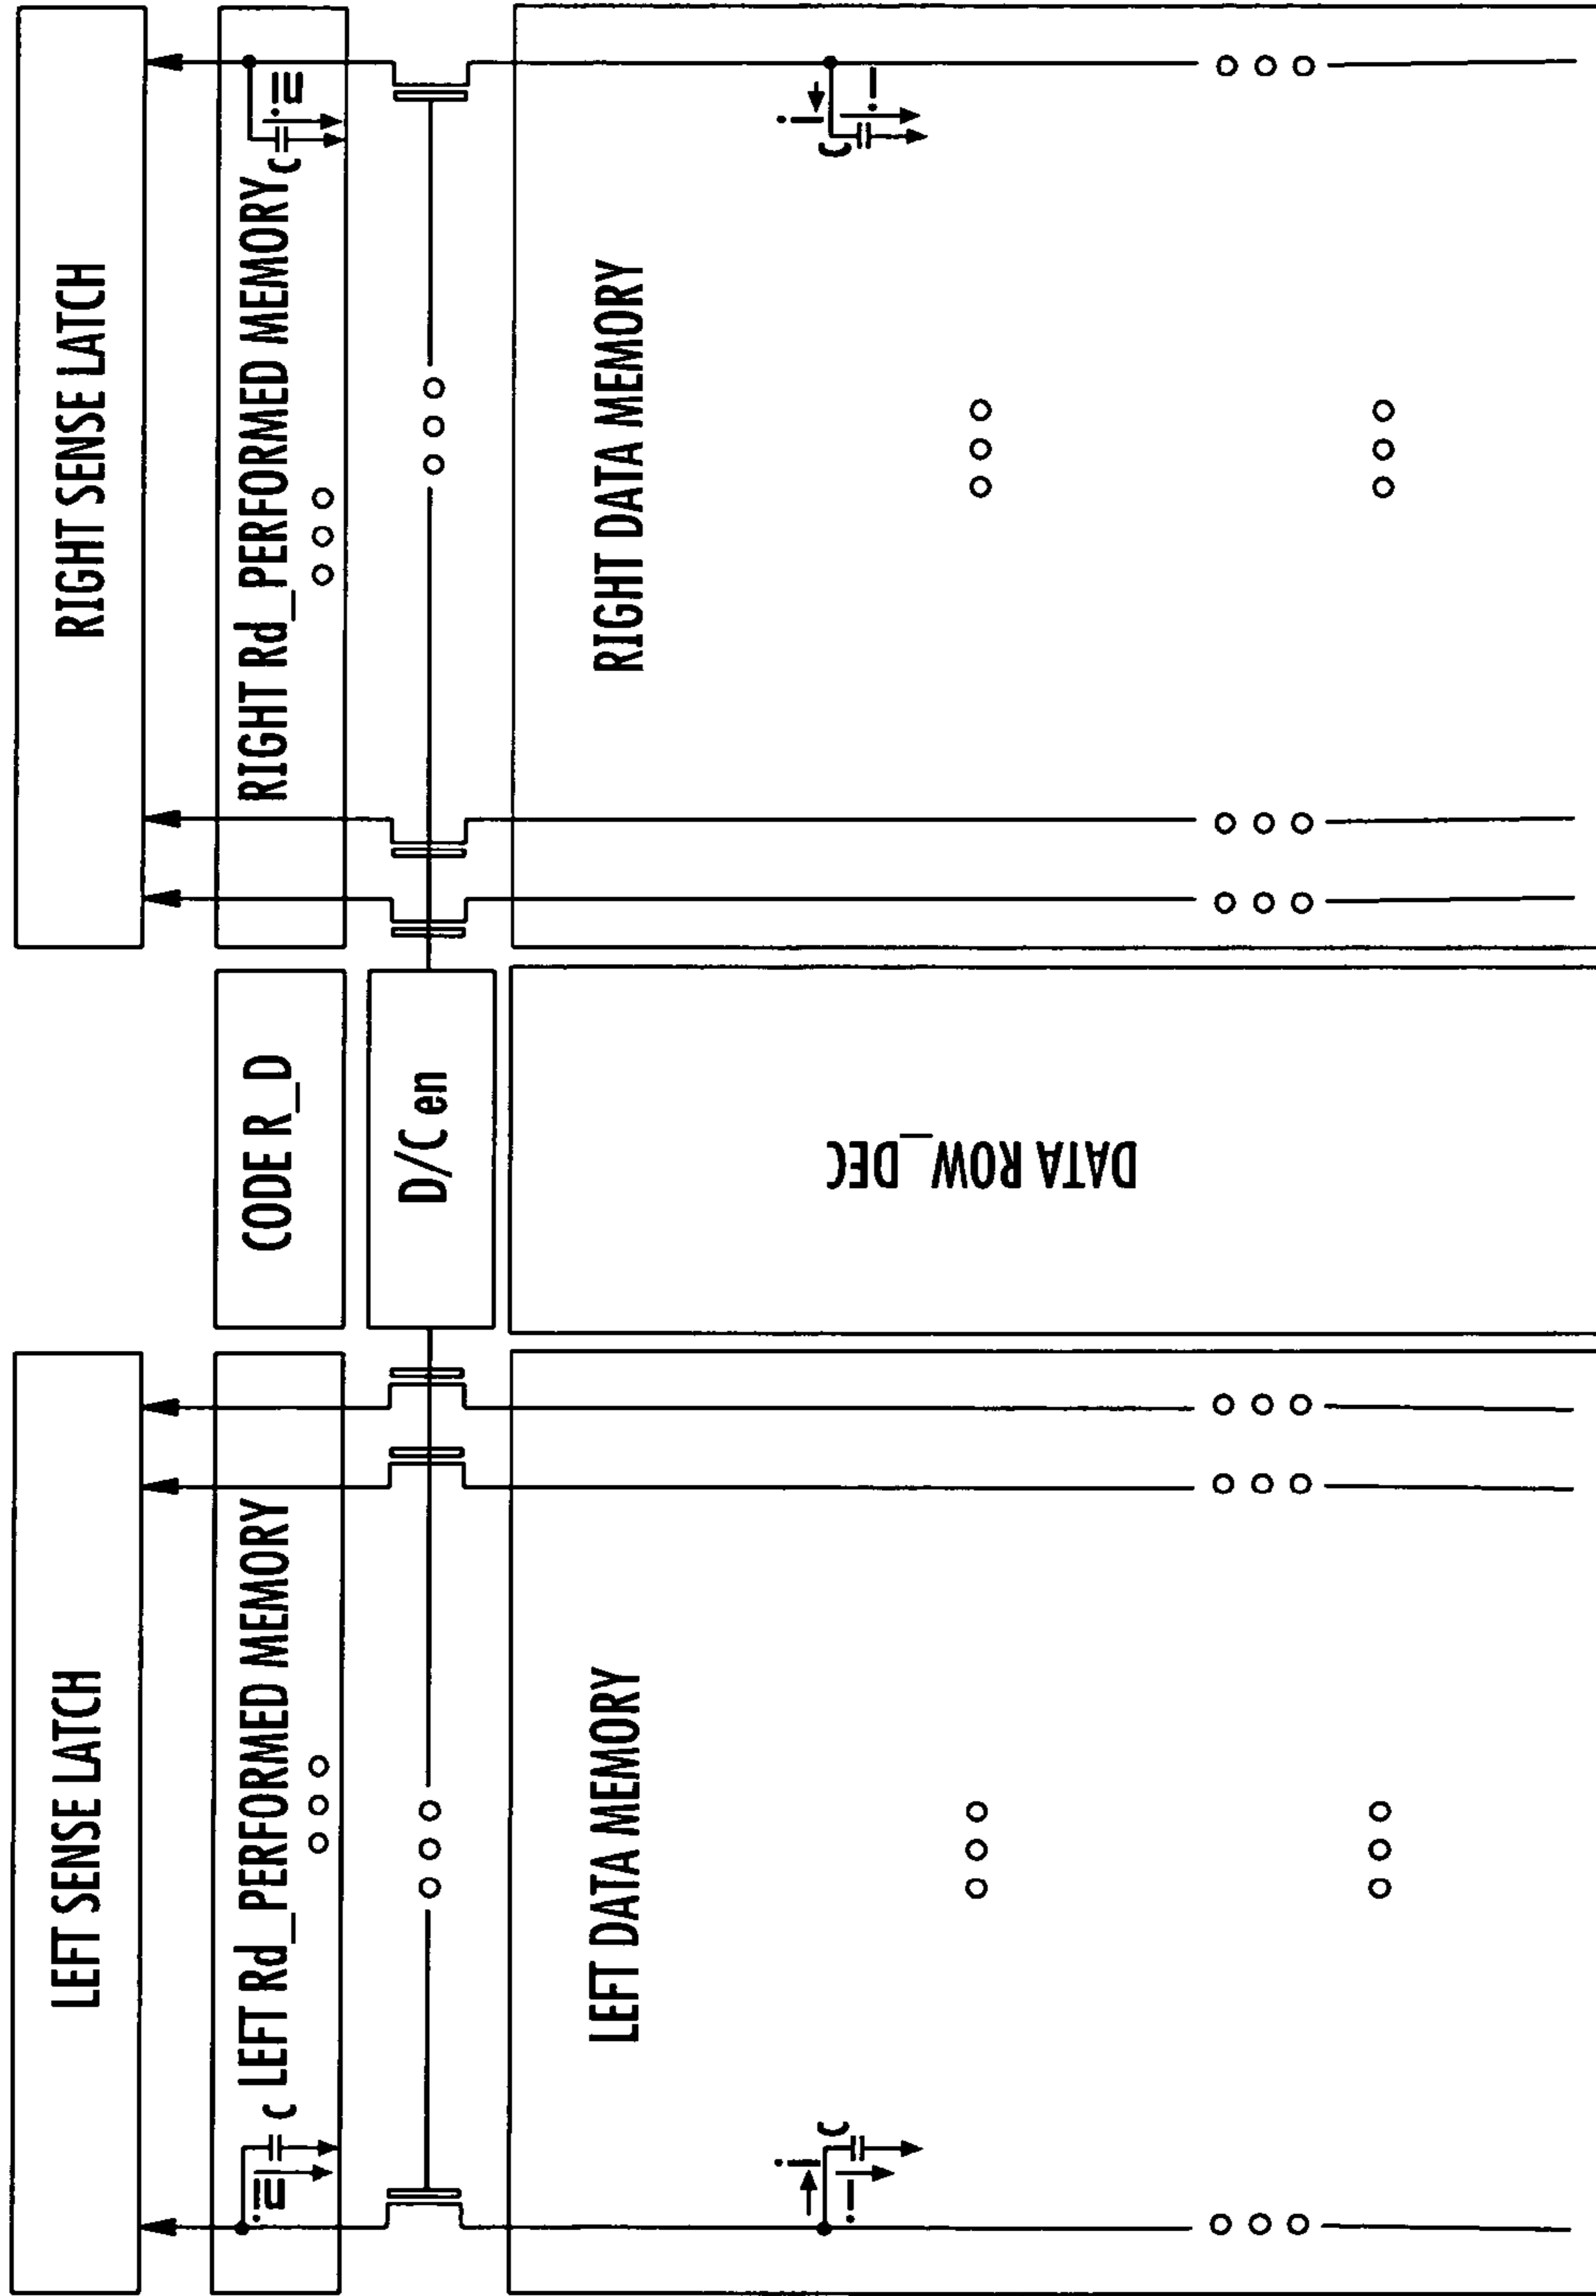 LEFT SENSE LATCH
RIGHT SENSE LATCH
C
LEFT Rd_PERFORMED MEMORY
CODE R_D
RIGHT Rd_PERFORMED MEMORY
C
D/C en
LEFT DATA MEMORY
RIGHT DATA MEMORY
i
C
i
DATA ROW_DEC
i
C
i